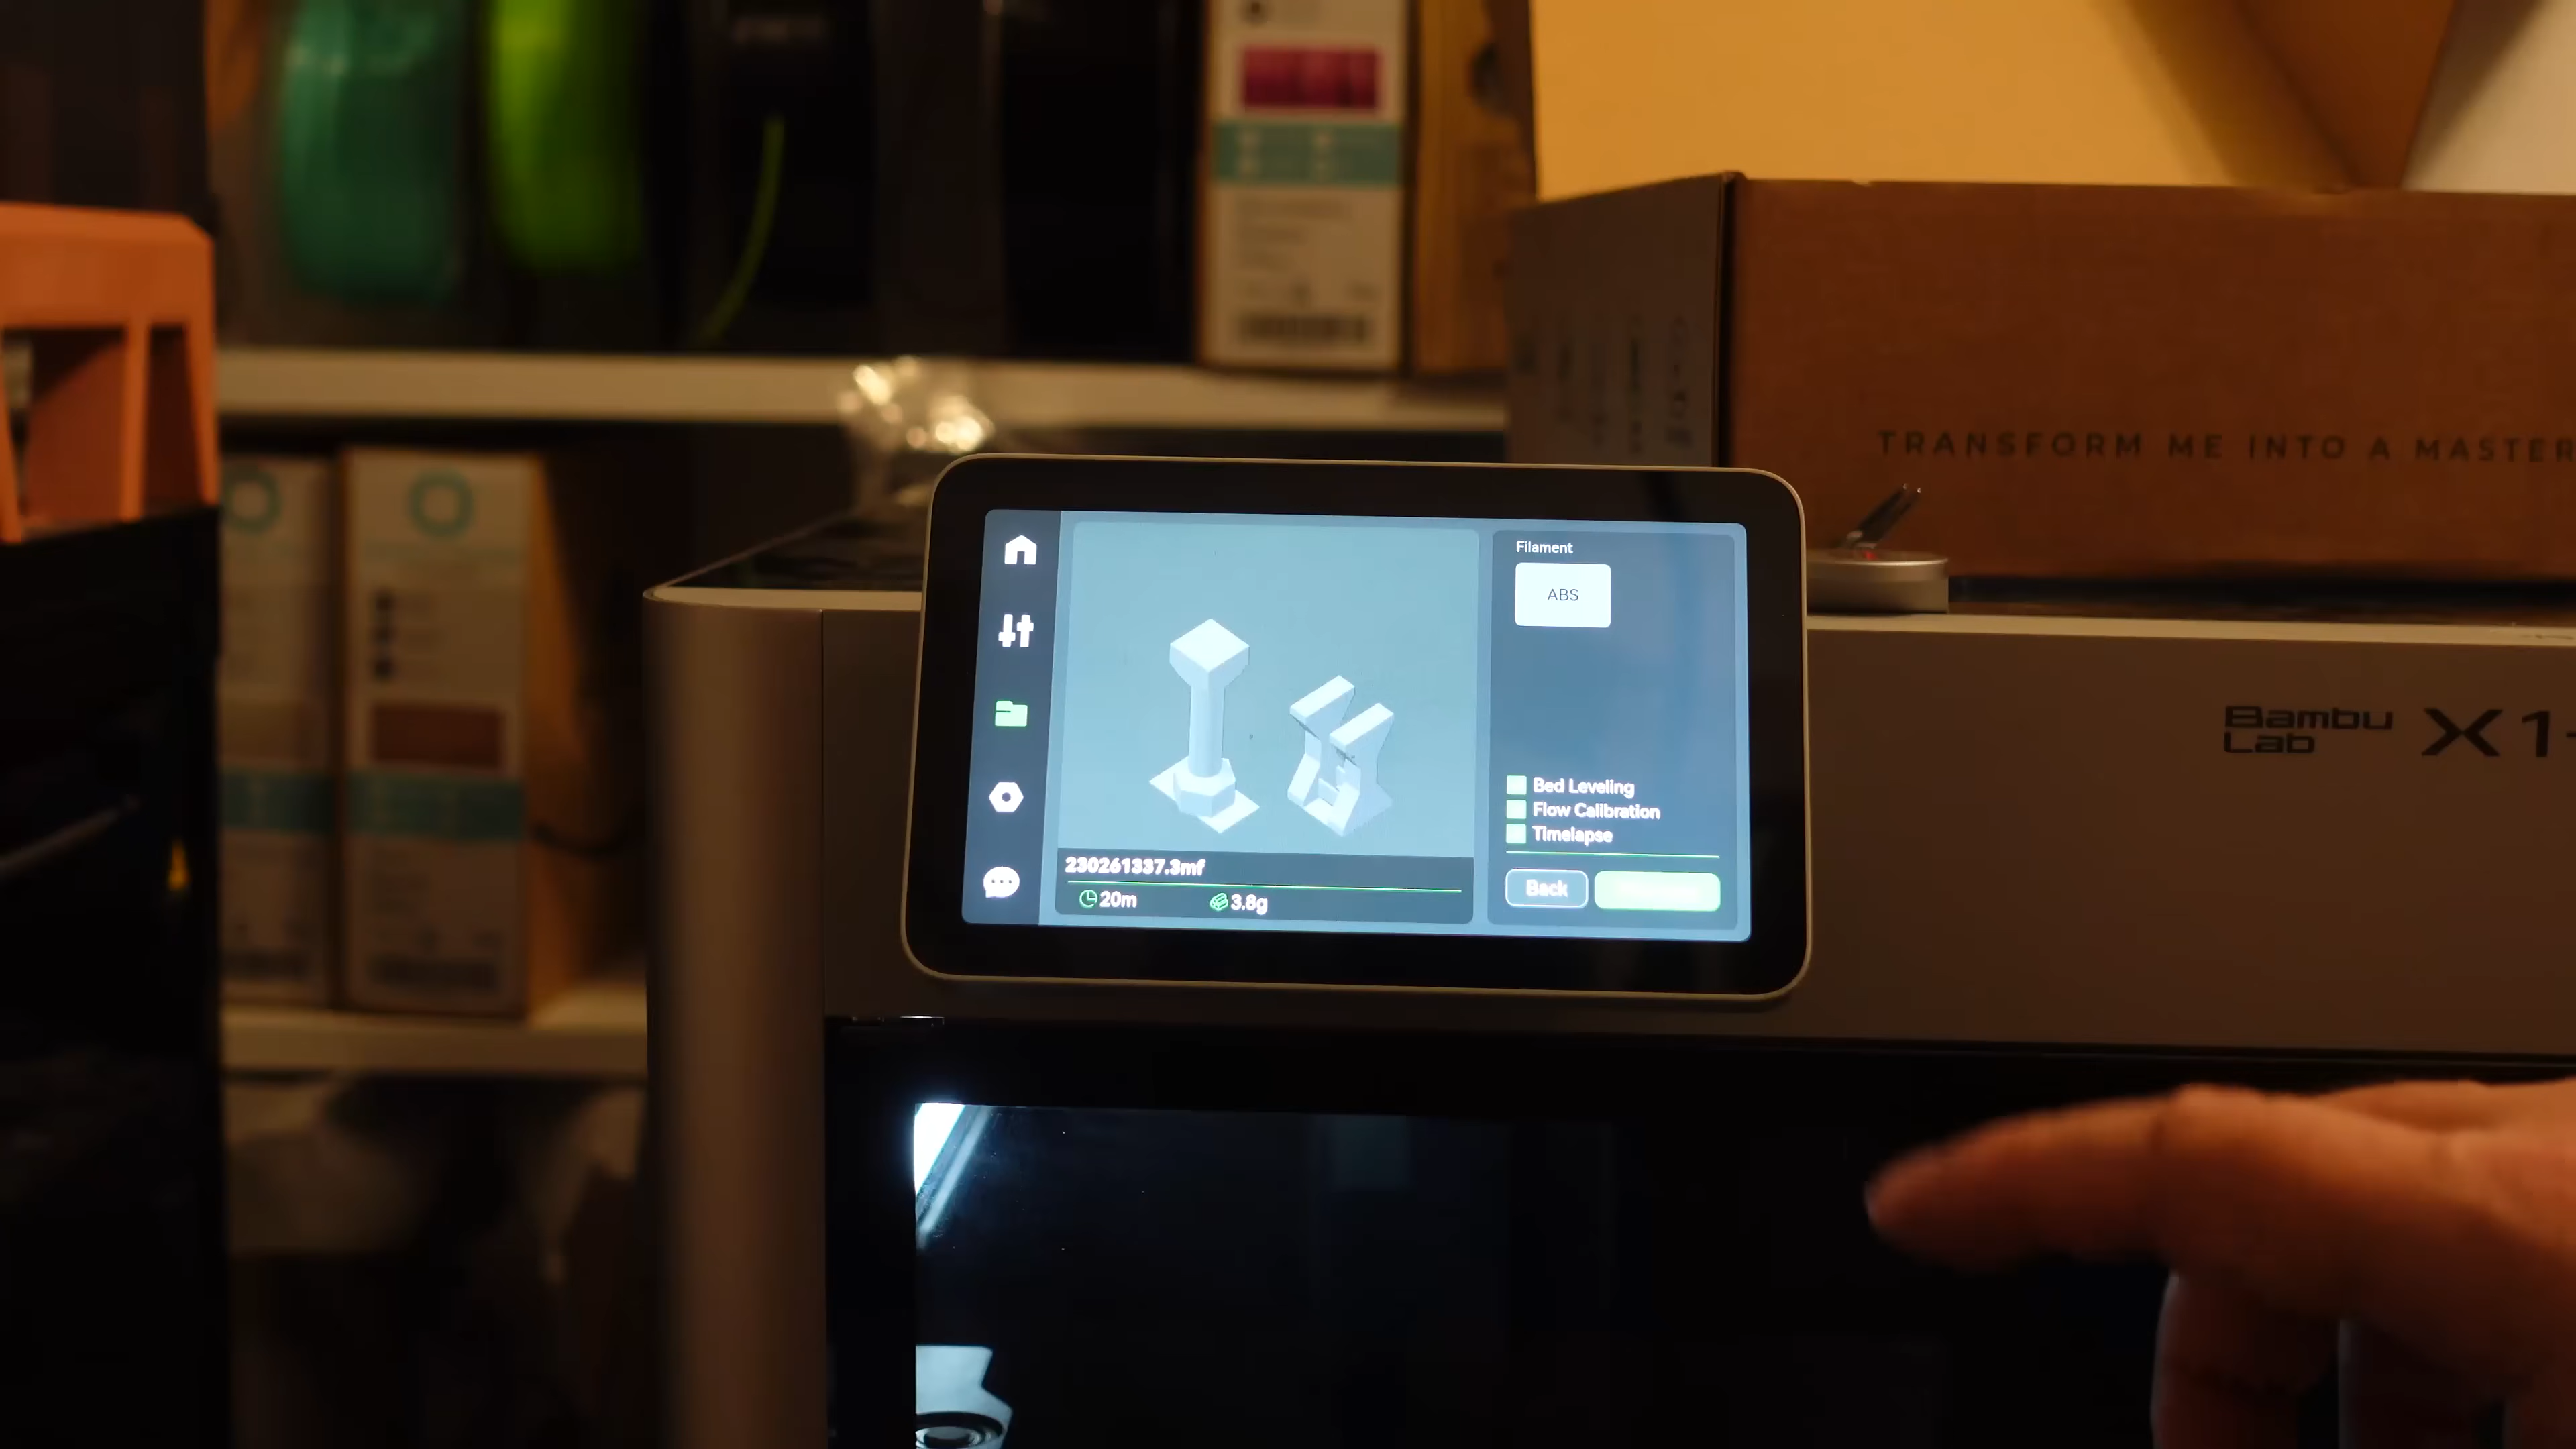 TRANSFORM ME INTO A MASTER
Filament
ABS
Bed Leveling
Flow Calibration
Timelapse
Back
230261337.3mf
20m
3.8g
Bambu
Lab
X1